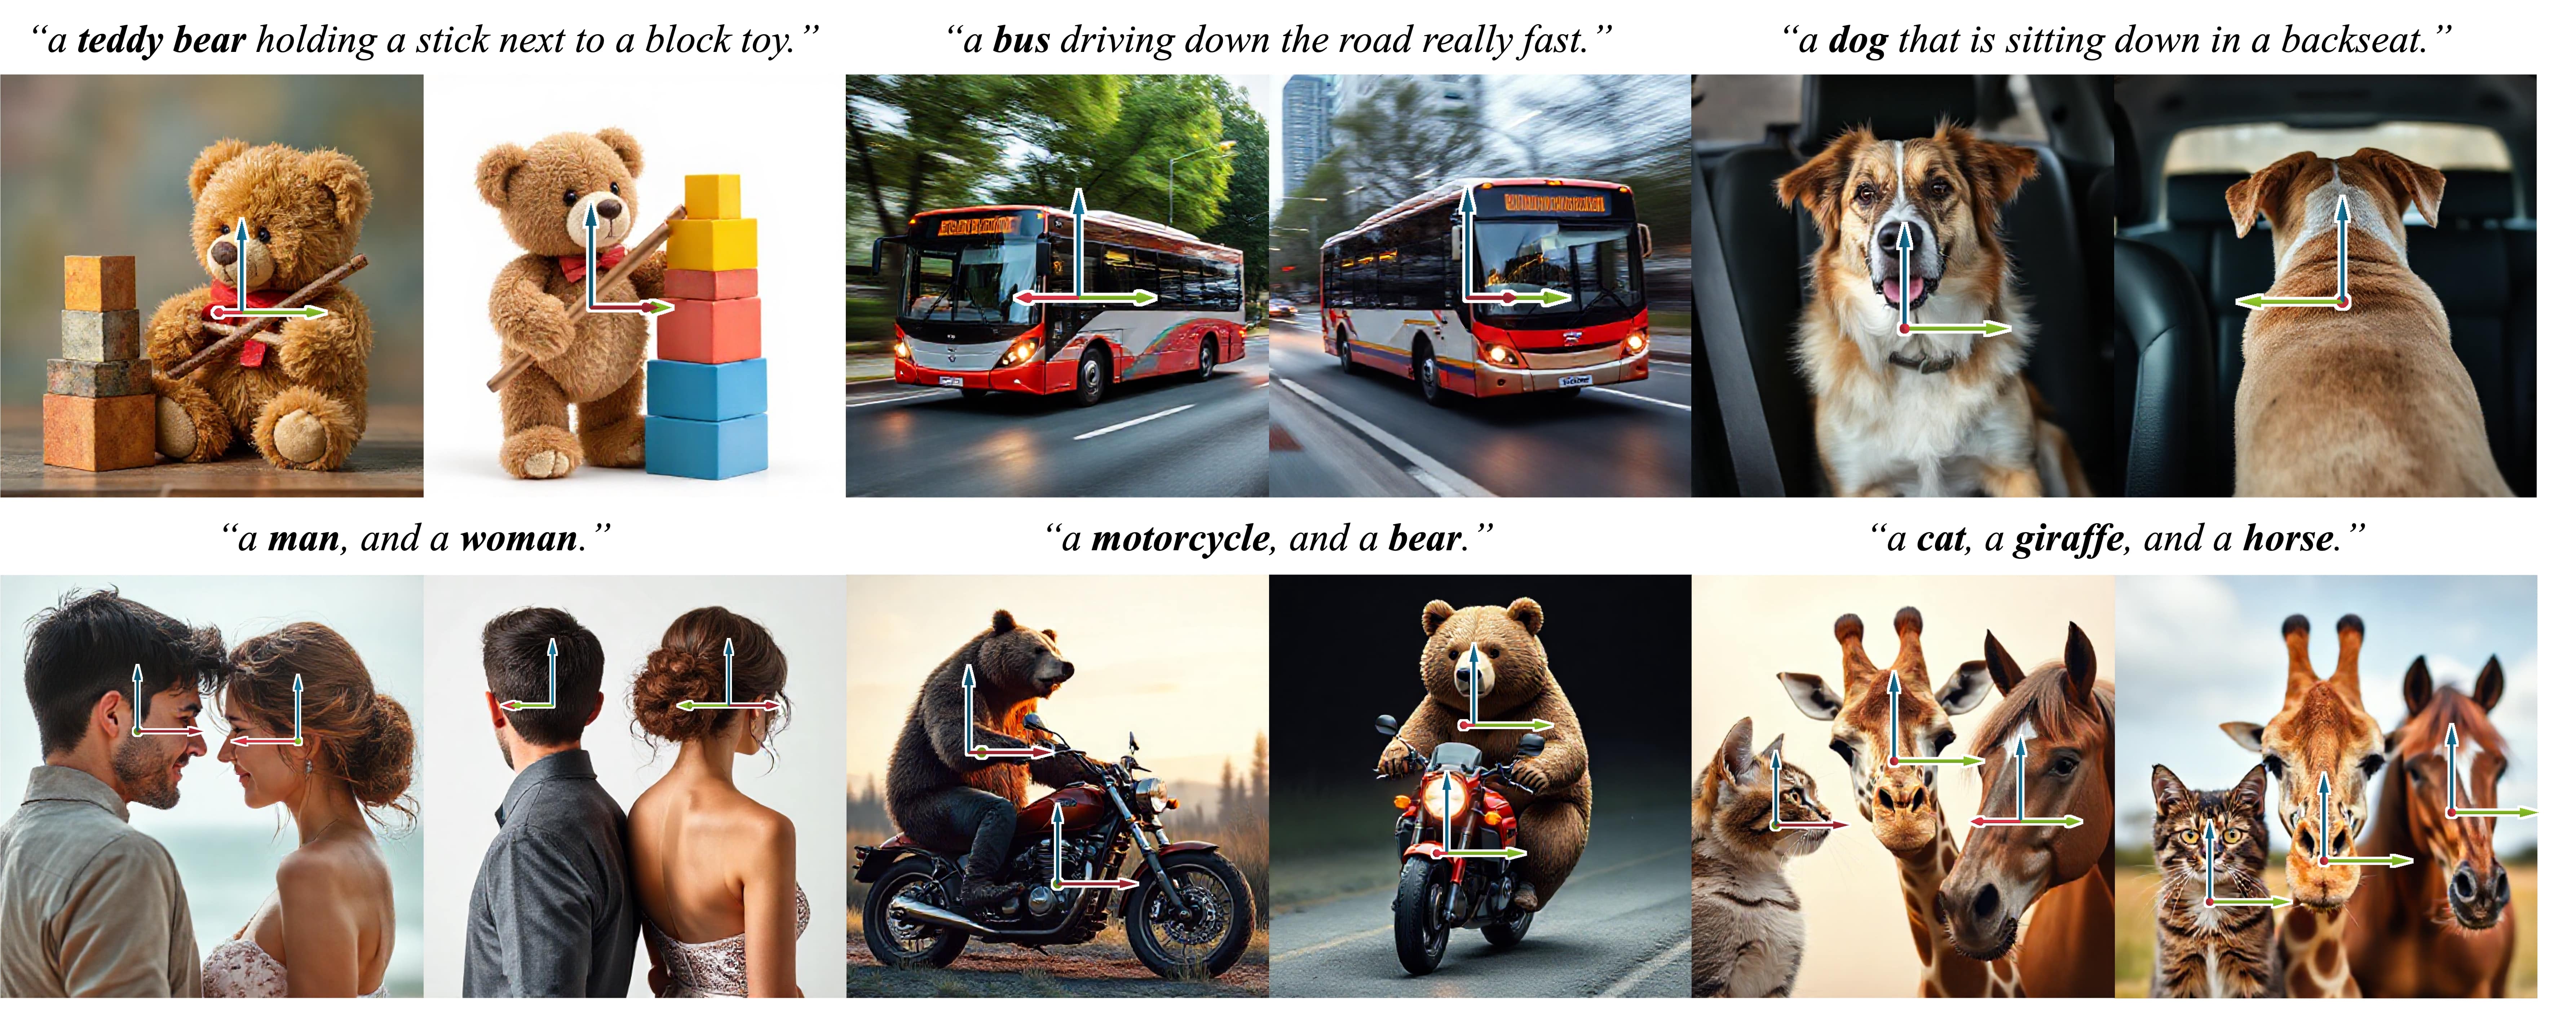 “a teddy bear holding a stick next to a block toy.”
“a bus driving down the road really fast.”
“a dog that is sitting down in a backseat.”
“a man, and a woman.”
“a motorcycle, and a bear.”
“a cat, a giraffe, and a horse.”